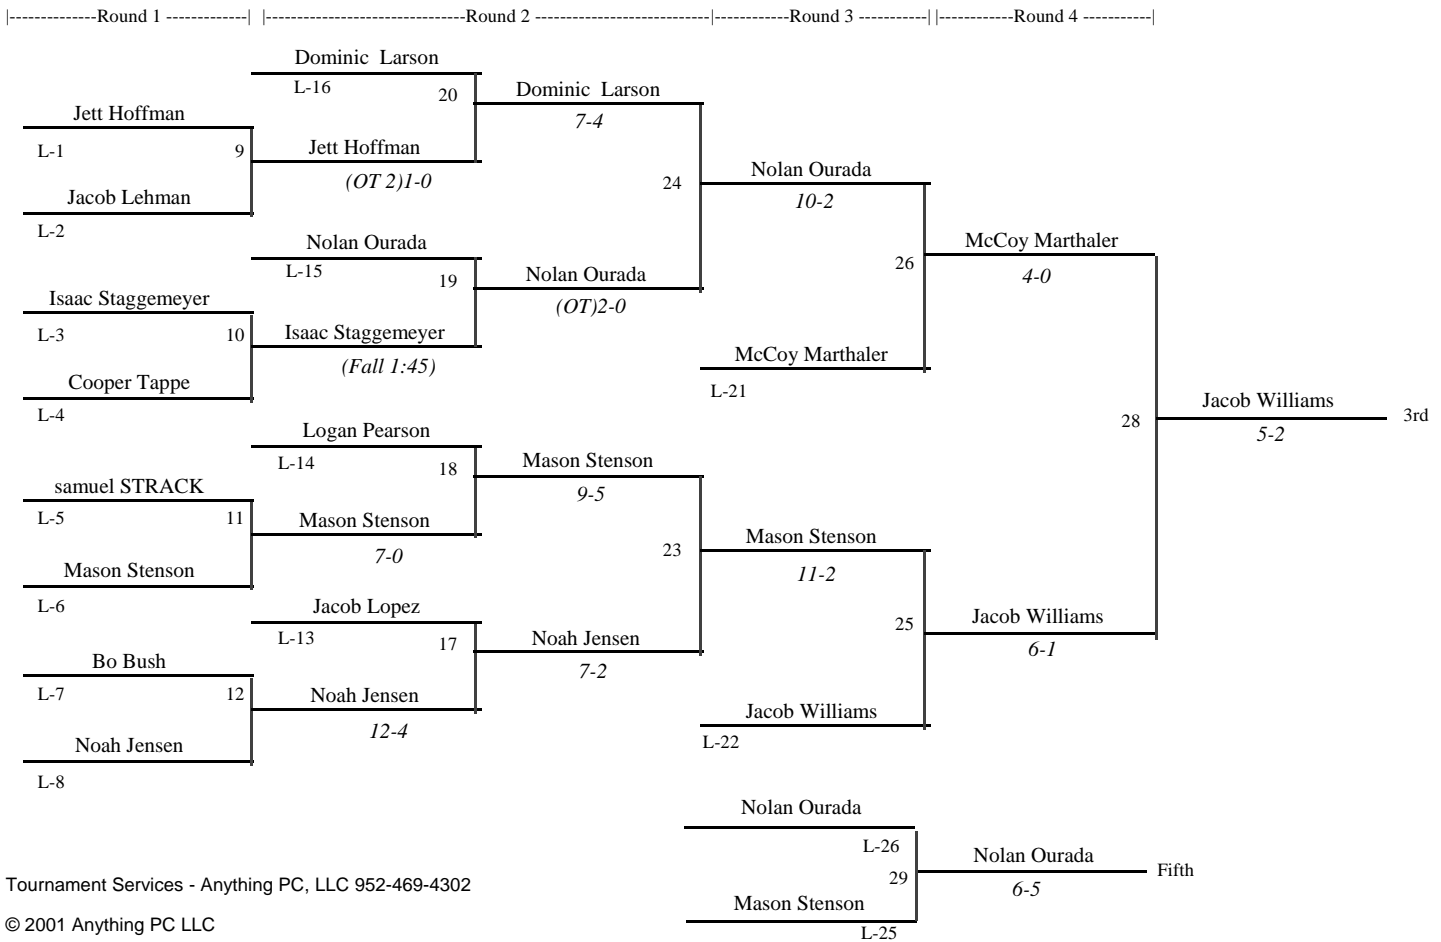 |--------------Round 1 -------------| |--------------------------------Round 2 ----------------------------|------------Round 3 -----------| |------------Round 4 -----------|
Dominic  Larson
L-16
20
Dominic  Larson
7-4
Jett Hoffman
L-1
9
Jett Hoffman
(OT 2)1-0
Jacob Lehman
L-2
24
Nolan Ourada
10-2
Nolan Ourada
L-15
19
Nolan Ourada
(OT)2-0
Isaac Staggemeyer
L-3
10
Isaac Staggemeyer
(Fall 1:45)
Cooper Tappe
L-4
26
McCoy Marthaler
4-0
McCoy Marthaler
L-21
28
Jacob Williams
5-2
3rd
Logan Pearson
L-14
18
Mason Stenson
9-5
samuel STRACK
L-5
11
Mason Stenson
7-0
Mason Stenson
L-6
23
Mason Stenson
11-2
Jacob Lopez
L-13
17
Noah Jensen
7-2
Bo Bush
L-7
12
Noah Jensen
12-4
Noah Jensen
L-8
25
Jacob Williams
6-1
Jacob Williams
L-22
Nolan Ourada
L-26
29
Nolan Ourada
6-5
Fifth
Mason Stenson
L-25
Tournament Services - Anything PC, LLC 952-469-4302
© 2001 Anything PC LLC